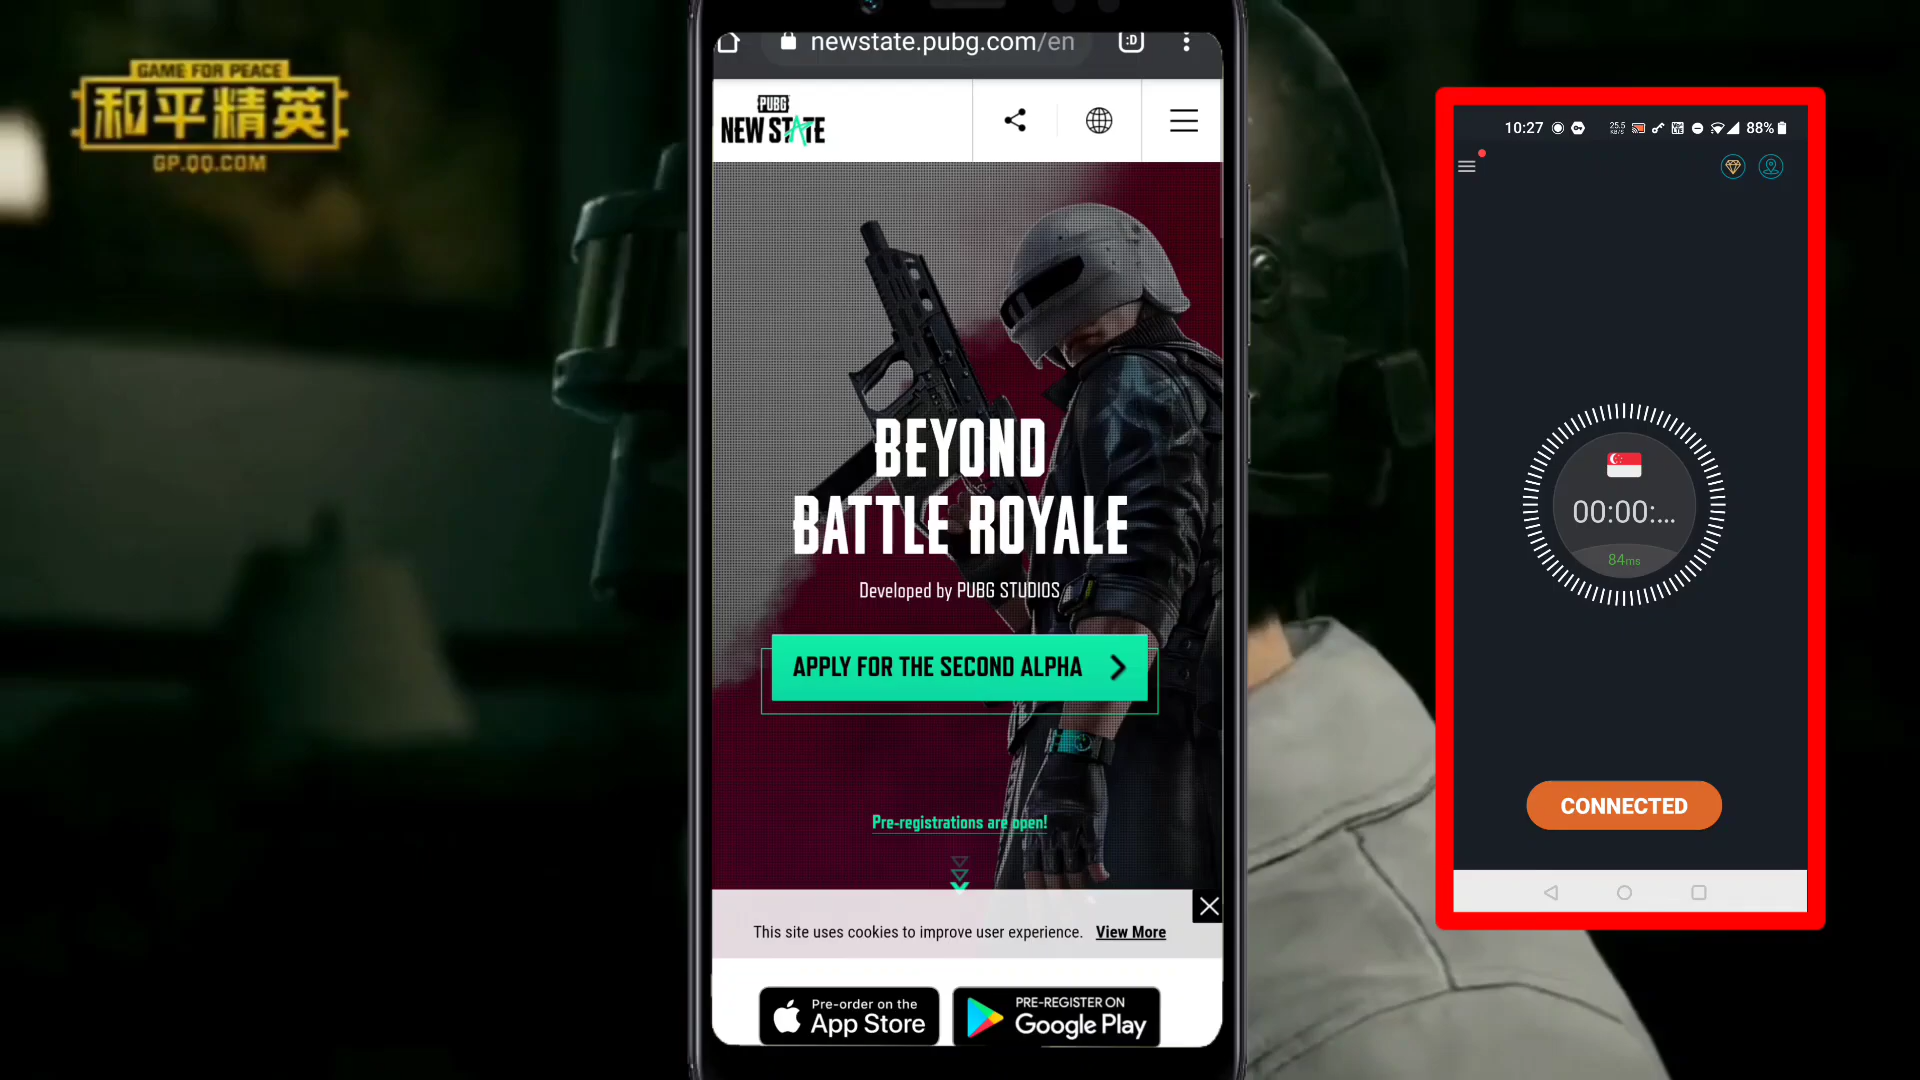 GAME FOR PEACE
和平精英
GP.QQ.COM
newstate.pubg.com/en
:D
PUBG
NEW STATE
BEYOND
BATTLE ROYALE
Developed by PUBG STUDIOS
APPLY FOR THE SECOND ALPHA
Pre-registrations are open!
This site uses cookies to improve user experience. View More
Pre-order on the
App Store
PRE-REGISTER ON
Google Play
10:27
25.5
KB/S
88%
00:00:...
84ms
CONNECTED